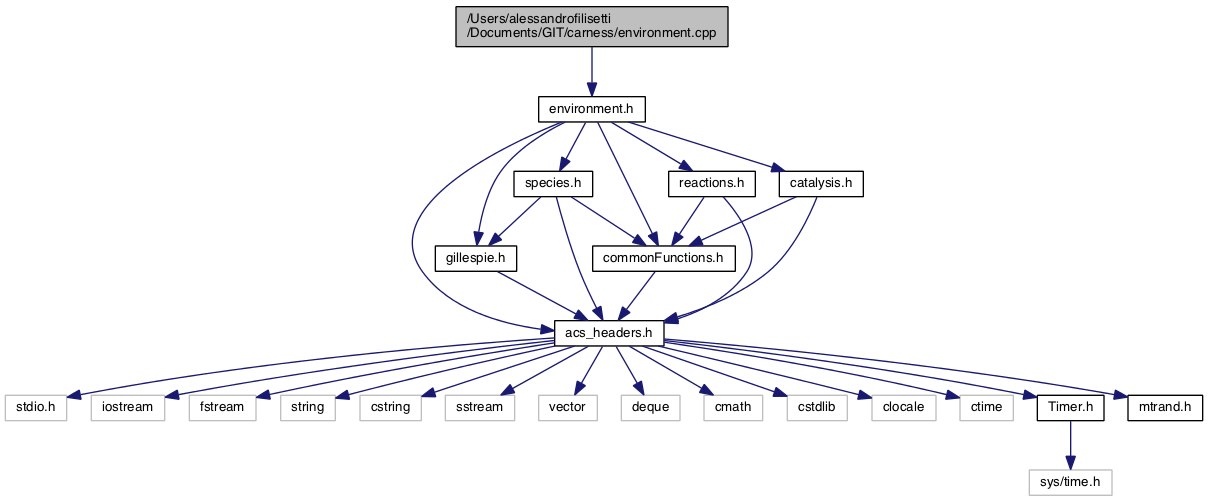 /Users/alessandrofilisetti
/Documents/GIT/carness/environment.cpp
environment.h
species.h
reactions.h
catalysis.h
gillespie.h
commonFunctions.h
acs_headers.h
stdio.h
iostream
fstream
string
cstring
sstream
vector
deque
cmath
cstdlib
clocale
ctime
Timer.h
mtrand.h
sys/time.h